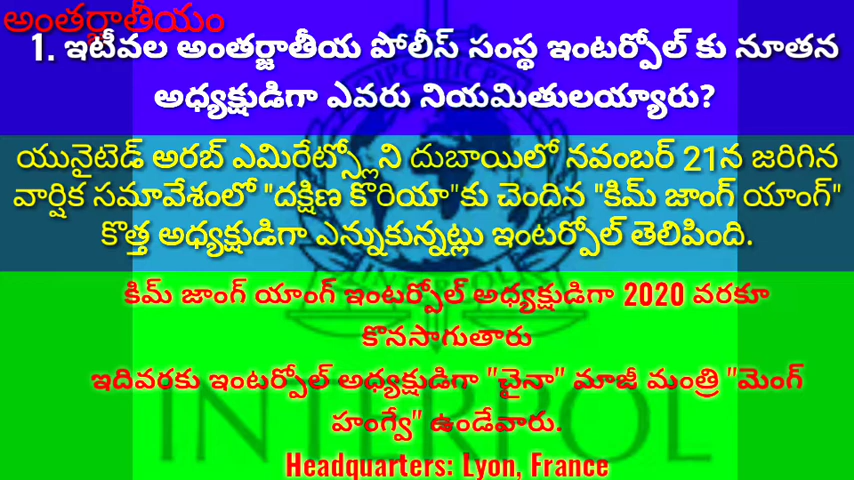 అంతర్జాతీయం
1. ఇటీవల అంతర్జాతీయ పోలీస్ సంస్థ ఇంటర్పోల్ కు నూతన
అధ్యక్షుడిగా ఎవరు నియమితులయ్యారు?
యునైటెడ్ అరబ్ ఎమిరేట్స్లోని దుబాయిలో నవంబర్ 21న జరిగిన
వార్షిక సమావేశంలో "దక్షిణ కొరియా"కు చెందిన "కిమ్ జాంగ్ యాంగ్"
కొత్త అధ్యక్షుడిగా ఎన్నుకున్నట్లు ఇంటర్పోల్ తెలిపింది.
కిమ్ జాంగ్ యాంగ్ ఇంటర్పోల్ అధ్యక్షుడిగా 2020 వరకూ
కొనసాగుతారు
ఇదివరకు ఇంటర్పోల్ అధ్యక్షుడిగా "చైనా" మాజీ మంత్రి "మెంగ్
హంగ్వే" ఉండేవారు.
INTERPOL
Headquarters: Lyon, France